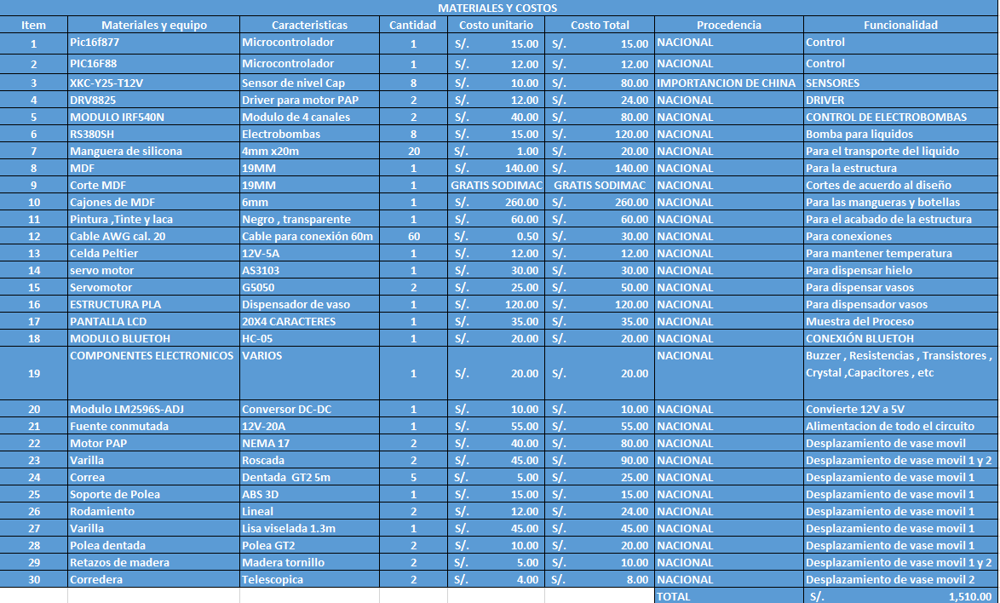 MATERIALES Y COSTOS
Item Materiales y equipo Caracteristicas Cantidad Costo unitario Costo Total Procedencia Funcionalidad
1 Pic16f877 Microcontrolador 1 S/. 15.00 S/. 15.00 NACIONAL Control
2 PIC16F88 Microcontrolador 1 S/. 12.00 S/. 12.00 NACIONAL Control
3 XKC-Y25-T12V Sensor de nivel Cap 8 S/. 10.00 S/. 80.00 IMPORTANCION DE CHINA SENSORES
4 DRV8825 Driver para motor PAP 2 S/. 12.00 S/. 24.00 NACIONAL DRIVER
5 MODULO IRF540N Modulo de 4 canales 2 S/. 40.00 S/. 80.00 NACIONAL CONTROL DE ELECTROBOMBAS
6 RS380SH Electrobombas 8 S/. 15.00 S/. 120.00 NACIONAL Bomba para liquidos
7 Manguera de silicona 4mm x20m 20 S/. 1.00 S/. 20.00 NACIONAL Para el transporte del liquido
8 MDF 19MM 1 S/. 140.00 S/. 140.00 NACIONAL Para la estructura
9 Corte MDF 19MM 1 GRATIS SODIMAC GRATIS SODIMAC NACIONAL Cortes de acuerdo al diseño
10 Cajones de MDF 6mm 1 S/. 260.00 S/. 260.00 NACIONAL Para las mangueras y botellas
11 Pintura ,Tinte y laca Negro , transparente 1 S/. 60.00 S/. 60.00 NACIONAL Para el acabado de la estructura
12 Cable AWG cal. 20 Cable para conexión 60m 60 S/. 0.50 S/. 30.00 NACIONAL Para conexiones
13 Celda Peltier 12V-5A 1 S/. 12.00 S/. 12.00 NACIONAL Para mantener temperatura
14 servo motor AS3103 1 S/. 30.00 S/. 30.00 NACIONAL Para dispensar hielo
15 Servomotor G5050 2 S/. 25.00 S/. 50.00 NACIONAL Para dispensar vasos
16 ESTRUCTURA PLA Dispensador de vaso 1 S/. 120.00 S/. 120.00 NACIONAL Para dispensador vasos
17 PANTALLA LCD 20X4 CARACTERES 1 S/. 35.00 S/. 35.00 NACIONAL Muestra del Proceso
18 MODULO BLUETOH HC-05 1 S/. 20.00 S/. 20.00 NACIONAL CONEXIÓN BLUETOH
19 COMPONENTES ELECTRONICOS VARIOS 1 S/. 20.00 S/. 20.00 NACIONAL Buzzer , Resistencias , Transistores ,
Crystal ,Capacitores , etc
20 Modulo LM2596S-ADJ Conversor DC-DC 1 S/. 10.00 S/. 10.00 NACIONAL Convierte 12V a 5V
21 Fuente conmutada 12V-20A 1 S/. 55.00 S/. 55.00 NACIONAL Alimentacion de todo el circuito
22 Motor PAP NEMA 17 2 S/. 40.00 S/. 80.00 NACIONAL Desplazamiento de vase movil
23 Varilla Roscada 2 S/. 45.00 S/. 90.00 NACIONAL Desplazamiento de vase movil 1 y 2
24 Correa Dentada GT2 5m 5 S/. 5.00 S/. 25.00 NACIONAL Desplazamiento de vase movil 1
25 Soporte de Polea ABS 3D 1 S/. 15.00 S/. 15.00 NACIONAL Desplazamiento de vase movil 1
26 Rodamiento Lineal 2 S/. 12.00 S/. 24.00 NACIONAL Desplazamiento de vase movil 1
27 Varilla Lisa viselada 1.3m 1 S/. 45.00 S/. 45.00 NACIONAL Desplazamiento de vase movil 1
28 Polea dentada Polea GT2 2 S/. 10.00 S/. 20.00 NACIONAL Desplazamiento de vase movil 1
29 Retazos de madera Madera tornillo 2 S/. 5.00 S/. 10.00 NACIONAL Desplazamiento de vase movil 1 y 2
30 Corredera Telescopica 2 S/. 4.00 S/. 8.00 NACIONAL Desplazamiento de vase movil 2
TOTAL S/. 1,510.00